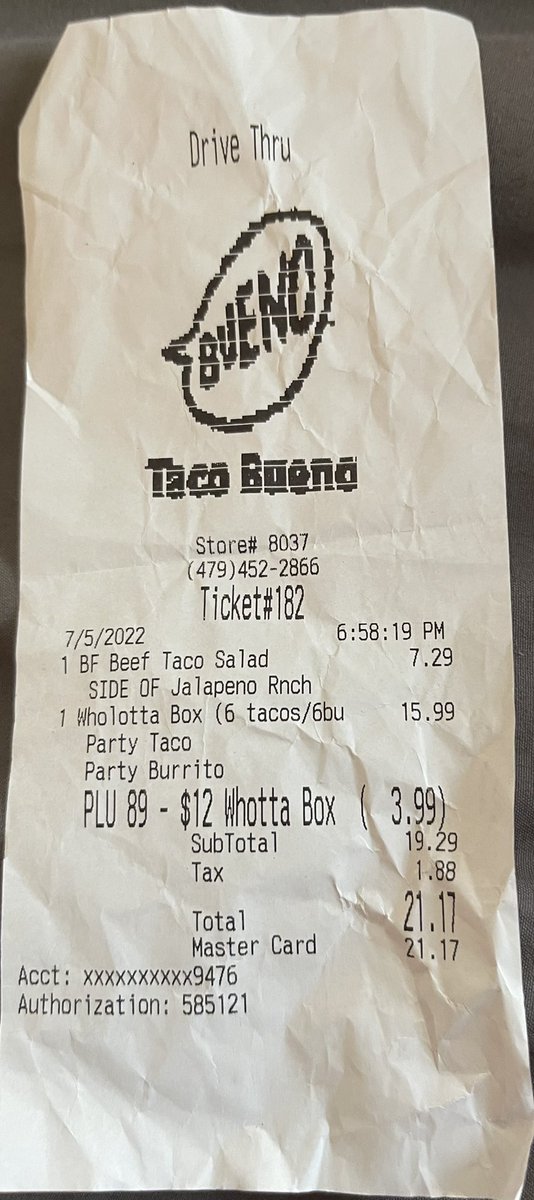 Drive Thru
BUENO
Taco Bueno
Store# 8037
(479)452-2866
Ticket#182
7/5/2022 6:58:19 PM
1 BF Beef Taco Salad 7.29
SIDE OF Jalapeno Rnch
1 Wholotta Box (6 tacos/6bu 15.99
Party Taco
Party Burrito
PLU 89 - $12 Whotta Box ( 3.99)
SubTotal 19.29
Tax 1.88
Total 21.17
Master Card 21.17
Acct: xxxxxxxxxx9476
Authorization: 585121